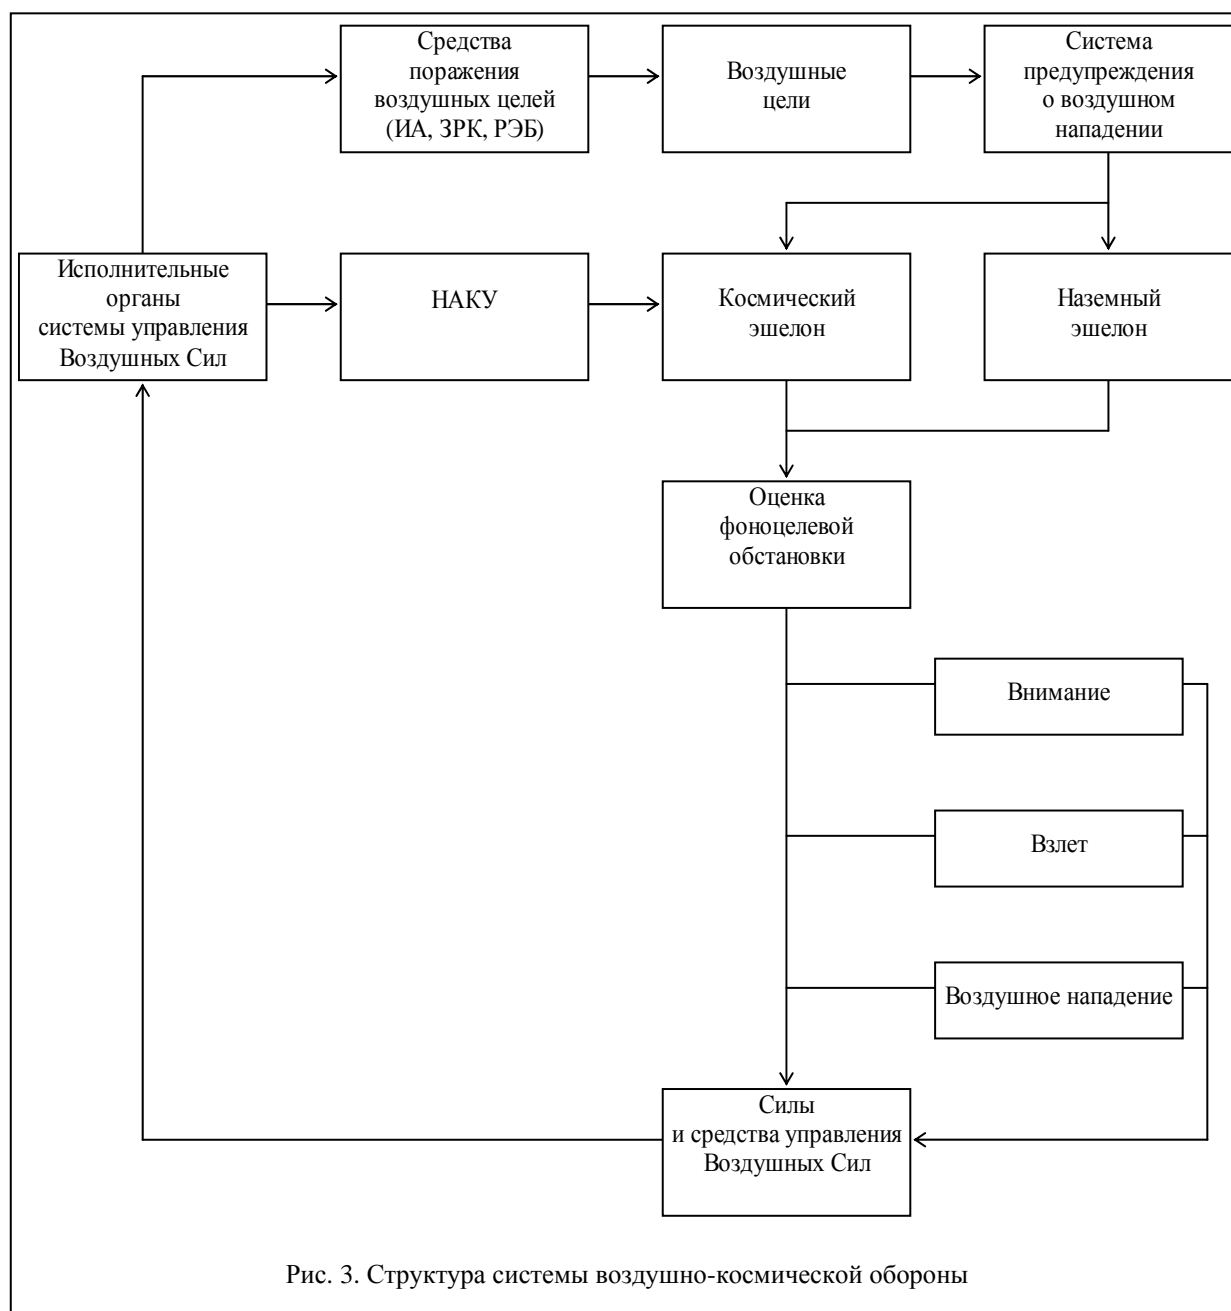 Средства
поражения
воздушных целей
(ИА, ЗРК, РЭБ)
Воздушные
цели
Система
предупреждения
о воздушном
нападении
Исполнительные
органы
системы управления
Воздушных Сил
НАКУ
Космический
эшелон
Наземный
эшелон
Оценка
фоноцелевой
обстановки
Внимание
Взлет
Воздушное нападение
Силы
и средства управления
Воздушных Сил
Рис. 3. Структура системы воздушно-космической обороны